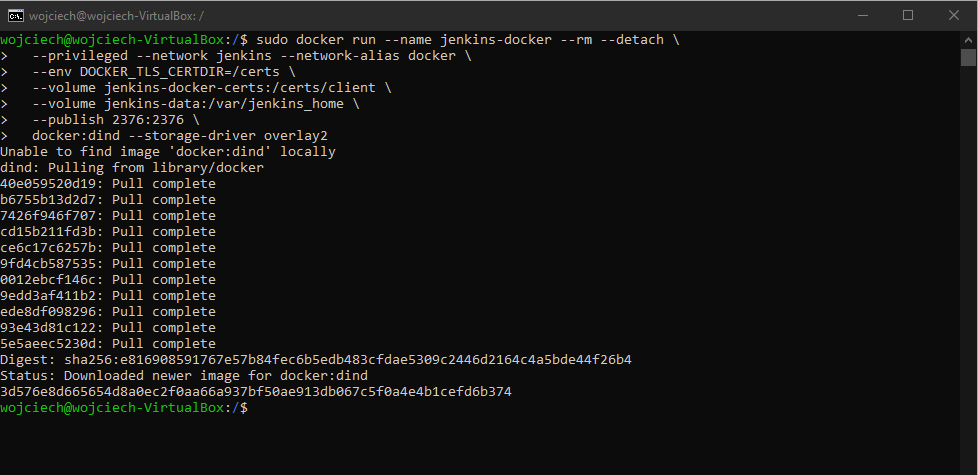 wojciech@wojciech-VirtualBox: /
wojciech@wojciech-VirtualBox:/$ sudo docker run --name jenkins-docker --rm --detach \
>   --privileged --network jenkins --network-alias docker \
>   --env DOCKER_TLS_CERTDIR=/certs \
>   --volume jenkins-docker-certs:/certs/client \
>   --volume jenkins-data:/var/jenkins_home \
>   --publish 2376:2376 \
>   docker:dind --storage-driver overlay2
Unable to find image 'docker:dind' locally
dind: Pulling from library/docker
40e059520d19: Pull complete
b6755b13d2d7: Pull complete
7426f946f707: Pull complete
cd15b211fd3b: Pull complete
ce6c17c6257b: Pull complete
9fd4cb587535: Pull complete
0012ebcf146c: Pull complete
9edd3af411b2: Pull complete
ede8df098296: Pull complete
93e43d81c122: Pull complete
5e5aeec5230d: Pull complete
Digest: sha256:e816908591767e57b84fec6b5edb483cfdae5309c2446d2164c4a5bde44f26b4
Status: Downloaded newer image for docker:dind
3d576e8d665654d8a0ec2f0aa66a937bf50ae913db067c5f0a4e4b1cefd6b374
wojciech@wojciech-VirtualBox:/$